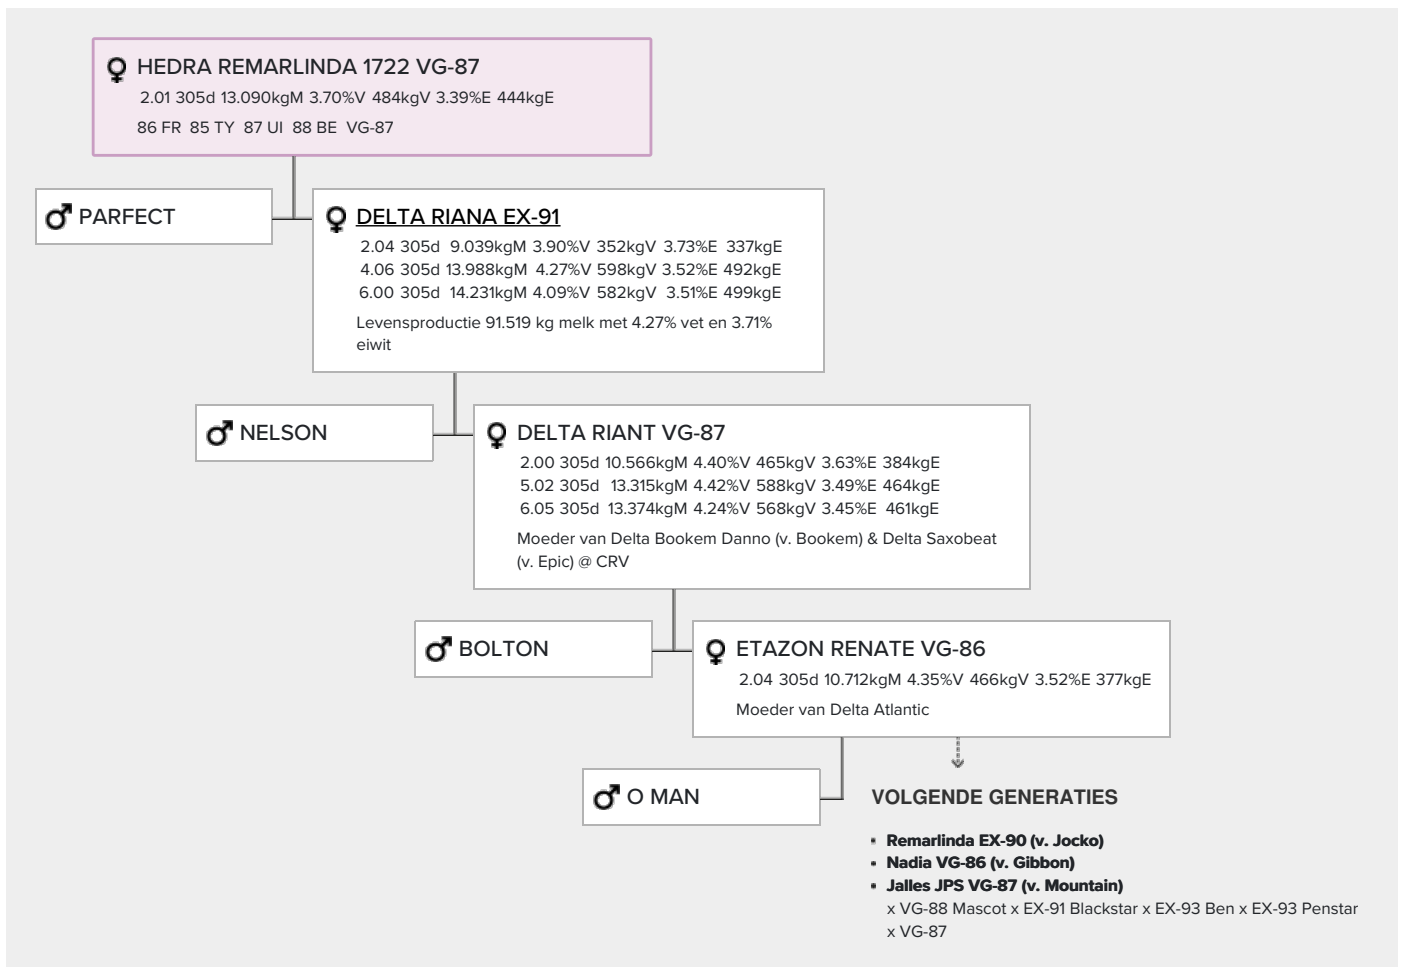 HEDRA REMARLINDA 1722 VG-87
2.01 305d 13.090kgM 3.70%V 484kgV 3.39%E 444kgE
86 FR 85 TY 87 UI 88 BE VG-87
PARFECT
DELTA RIANA EX-91
2.04 305d 9.039kgM 3.90%V 352kgV 3.73%E 337kgE
4.06 305d 13.988kgM 4.27%V 598kgV 3.52%E 492kgE
6.00 305d 14.231kgM 4.09%V 582kgV 3.51%E 499kgE
Levensproductie 91.519 kg melk met 4.27% vet en 3.71%
eiwit
NELSON
DELTA RIANT VG-87
2.00 305d 10.566kgM 4.40%V 465kgV 3.63%E 384kgE
5.02 305d 13.315kgM 4.42%V 588kgV 3.49%E 464kgE
6.05 305d 13.374kgM 4.24%V 568kgV 3.45%E 461kgE
Moeder van Delta Bookem Danno (v. Bookem) & Delta Saxobeat
(v. Epic) @ CRV
BOLTON
ETAZON RENATE VG-86
2.04 305d 10.712kgM 4.35%V 466kgV 3.52%E 377kgE
Moeder van Delta Atlantic
O MAN
VOLGENDE GENERATIES
▪ Remarlinda EX-90 (v. Jocko)
▪ Nadia VG-86 (v. Gibbon)
▪ Jalles JPS VG-87 (v. Mountain)
x VG-88 Mascot x EX-91 Blackstar x EX-93 Ben x EX-93 Penstar
x VG-87